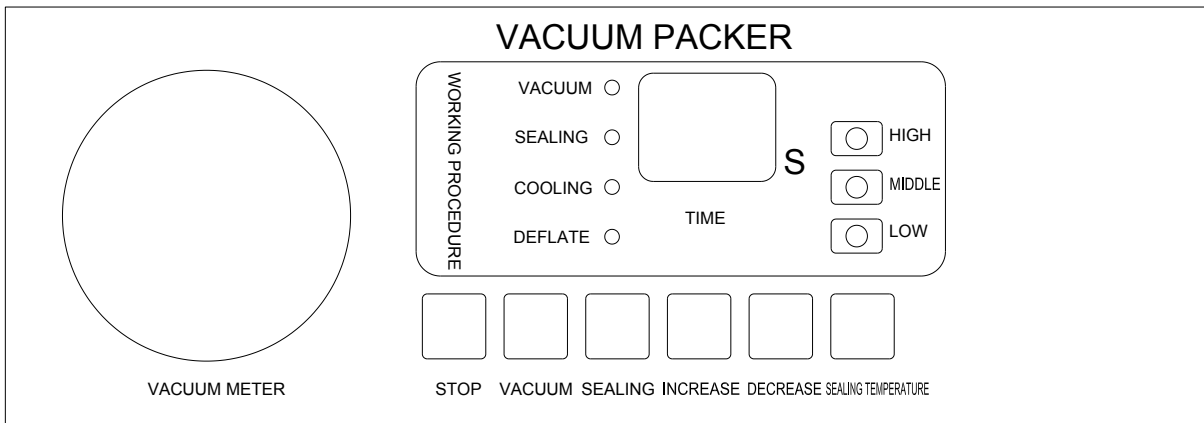 VACUUM PACKER
WORKING PROCEDURE
VACUUM
SEALING
COOLING
DEFLATE
TIME
S
HIGH
MIDDLE
LOW
VACUUM METER
STOP VACUUM SEALING INCREASE DECREASE SEALING TEMPERATURE